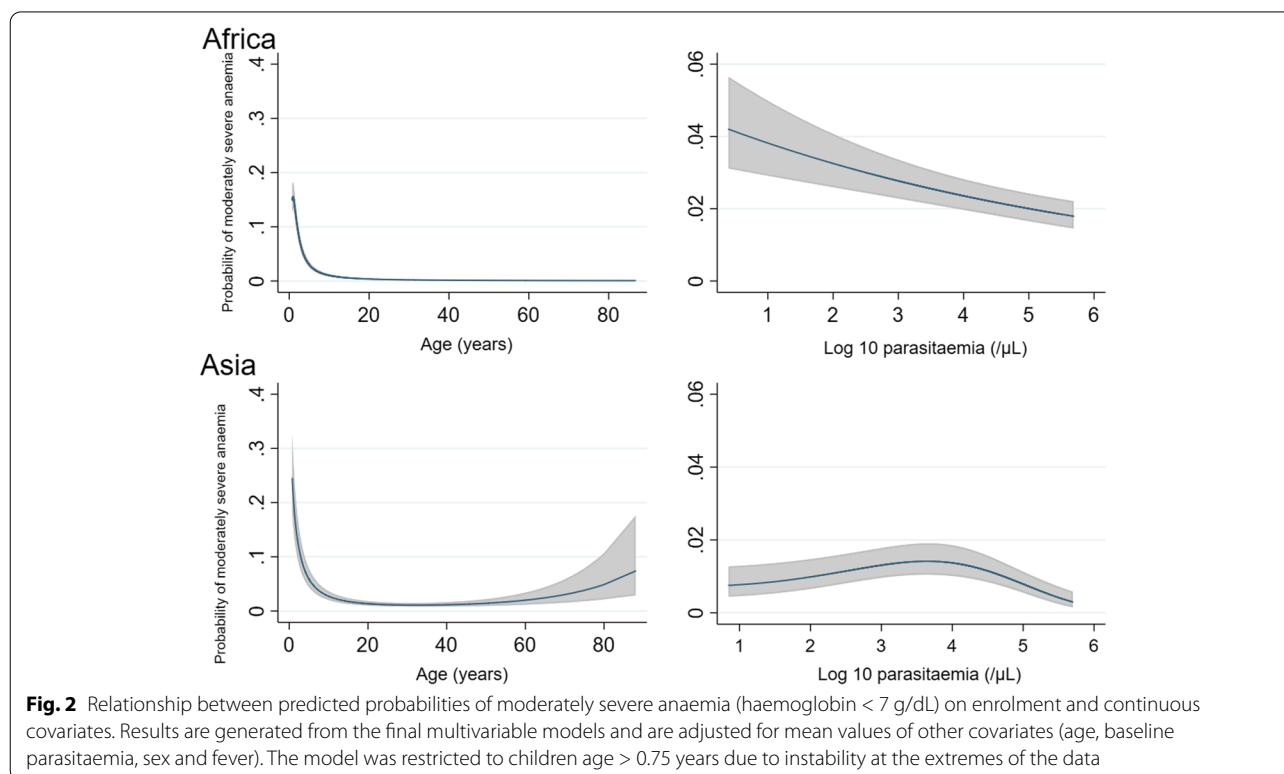 Africa
Probability of moderately severe anaemia
.4
.3
.2
.1
0
0 20 40 60 80
Age (years)
.06
.04
.02
0
1 2 3 4 5 6
Log 10 parasitaemia (/µL)
Asia
Probability of moderately severe anaemia
.4
.3
.2
.1
0
0 20 40 60 80
Age (years)
.06
.04
.02
0
1 2 3 4 5 6
Log 10 parasitaemia (/µL)
Fig. 2 Relationship between predicted probabilities of moderately severe anaemia (haemoglobin < 7 g/dL) on enrolment and continuous
covariates. Results are generated from the final multivariable models and are adjusted for mean values of other covariates (age, baseline
parasitaemia, sex and fever). The model was restricted to children age > 0.75 years due to instability at the extremes of the data